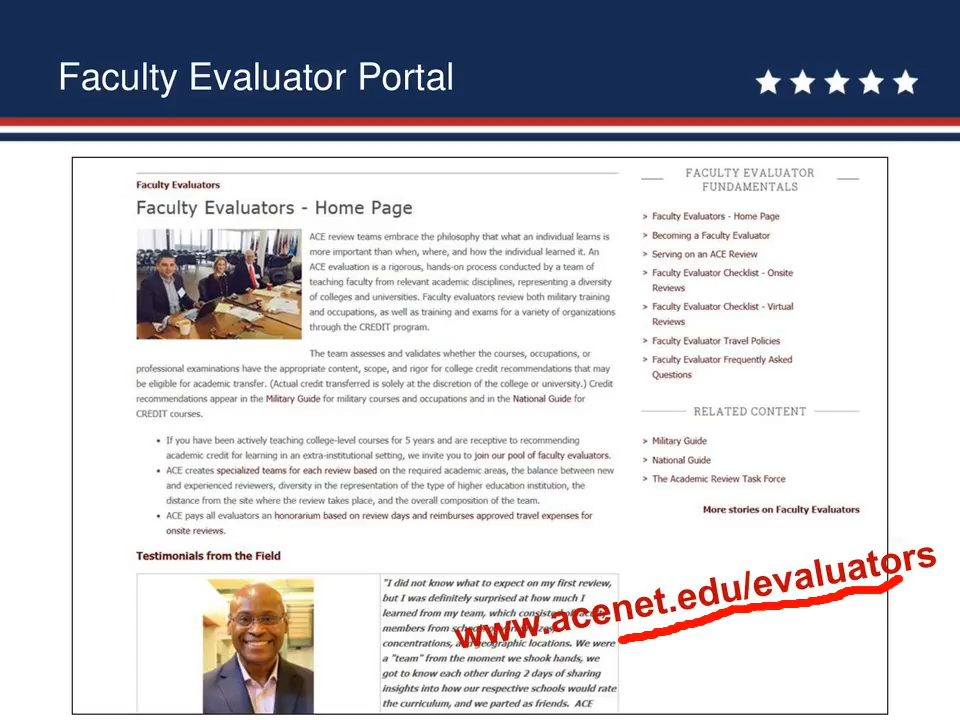 Faculty Evaluator Portal
Faculty Evaluators
Faculty Evaluators - Home Page
ACE review teams embrace the philosophy that what an individual learns is
more important than when, where, and how the individual learned it. An
ACE evaluation is a rigorous, hands-on process conducted by a team of
teaching faculty from relevant academic disciplines, representing a diversity
of colleges and universities. Faculty evaluators review both military training
and occupations, as well as training and exams for a variety of organizations
through the CREDIT program.
The team assesses and validates whether the courses, occupations, or
professional examinations have the appropriate content, scope, and rigor for college credit recommendations that may
be eligible for academic transfer. (Actual credit transferred is solely at the discretion of the college or university.) Credit
recommendations appear in the Military Guide for military courses and occupations and in the National Guide for
CREDIT courses.
• If you have been actively teaching college-level courses for 5 years and are receptive to recommending
academic credit for learning in an extra-institutional setting, we invite you to join our pool of faculty evaluators.
• ACE creates specialized teams for each review based on the required academic areas, the balance between new
and experienced reviewers, diversity in the representation of the type of higher education institution, the
distance from the site where the review takes place, and the overall composition of the team.
• ACE pays all evaluators an honorarium based on review days and reimburses approved travel expenses for
onsite reviews.
Testimonials from the Field
"I did not know what to expect on my first review,
but I was definitely surprised at how much I
learned from my team, which consisted of
members from
concentrations, and geographic locations. We were
a "team" from the moment we shook hands, we
got to know each other during 2 days of sharing
insights into how our respective schools would rate
the curriculum, and we parted as friends. ACE
FACULTY EVALUATOR
FUNDAMENTALS
> Faculty Evaluators - Home Page
> Becoming a Faculty Evaluator
> Serving on an ACE Review
> Faculty Evaluator Checklist - Onsite
Reviews
> Faculty Evaluator Checklist - Virtual
Reviews
> Faculty Evaluator Travel Policies
> Faculty Evaluator Frequently Asked
Questions
RELATED CONTENT
> Military Guide
> National Guide
> The Academic Review Task Force
More stories on Faculty Evaluators
www.acenet.edu/evaluators